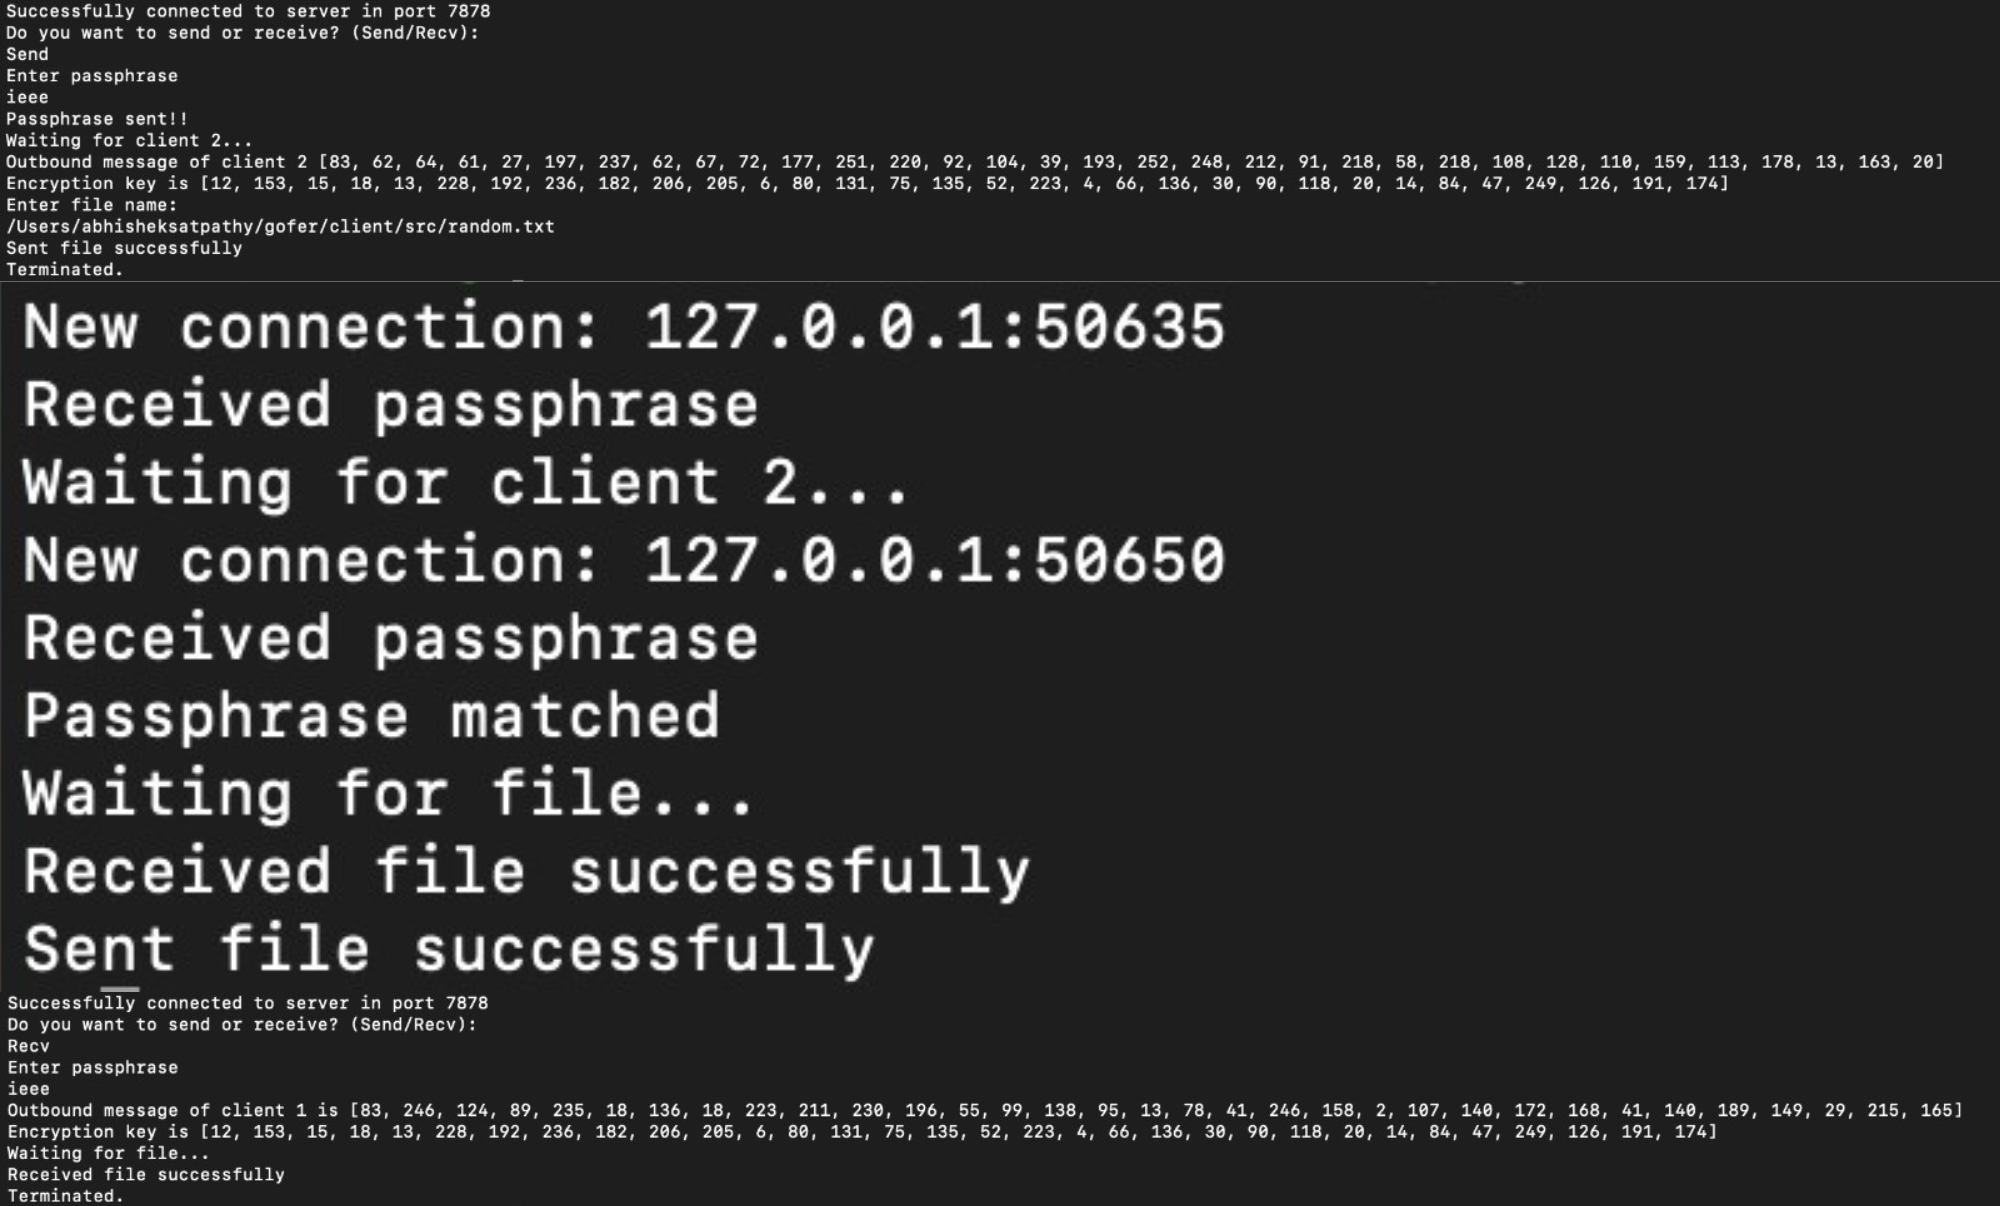 Successfully connected to server in port 7878
Do you want to send or receive? (Send/Recv):
Send
Enter passphrase
ieee
Passphrase sent!!
Waiting for client 2...
Outbound message of client 2 [83, 62, 64, 61, 27, 197, 237, 62, 67, 72, 177, 251, 220, 92, 104, 39, 193, 252, 248, 212, 91, 218, 58, 218, 108, 128, 110, 159, 113, 178, 13, 163, 20]
Encryption key is [12, 153, 15, 18, 13, 228, 192, 236, 182, 206, 205, 6, 80, 131, 75, 135, 52, 223, 4, 66, 136, 30, 90, 118, 20, 14, 84, 47, 249, 126, 191, 174]
Enter file name:
/Users/abhisheksatpathy/gofer/client/src/random.txt
Sent file successfully
Terminated.
New connection: 127.0.0.1:50635
Received passphrase
Waiting for client 2...
New connection: 127.0.0.1:50650
Received passphrase
Passphrase matched
Waiting for file...
Received file successfully
Sent file successfully
Successfully connected to server in port 7878
Do you want to send or receive? (Send/Recv):
Recv
Enter passphrase
ieee
Outbound message of client 1 is [83, 246, 124, 89, 235, 18, 136, 18, 223, 211, 230, 196, 55, 99, 138, 95, 13, 78, 41, 246, 158, 2, 107, 140, 172, 168, 41, 140, 189, 149, 29, 215, 165]
Encryption key is [12, 153, 15, 18, 13, 228, 192, 236, 182, 206, 205, 6, 80, 131, 75, 135, 52, 223, 4, 66, 136, 30, 90, 118, 20, 14, 84, 47, 249, 126, 191, 174]
Waiting for file...
Received file successfully
Terminated.